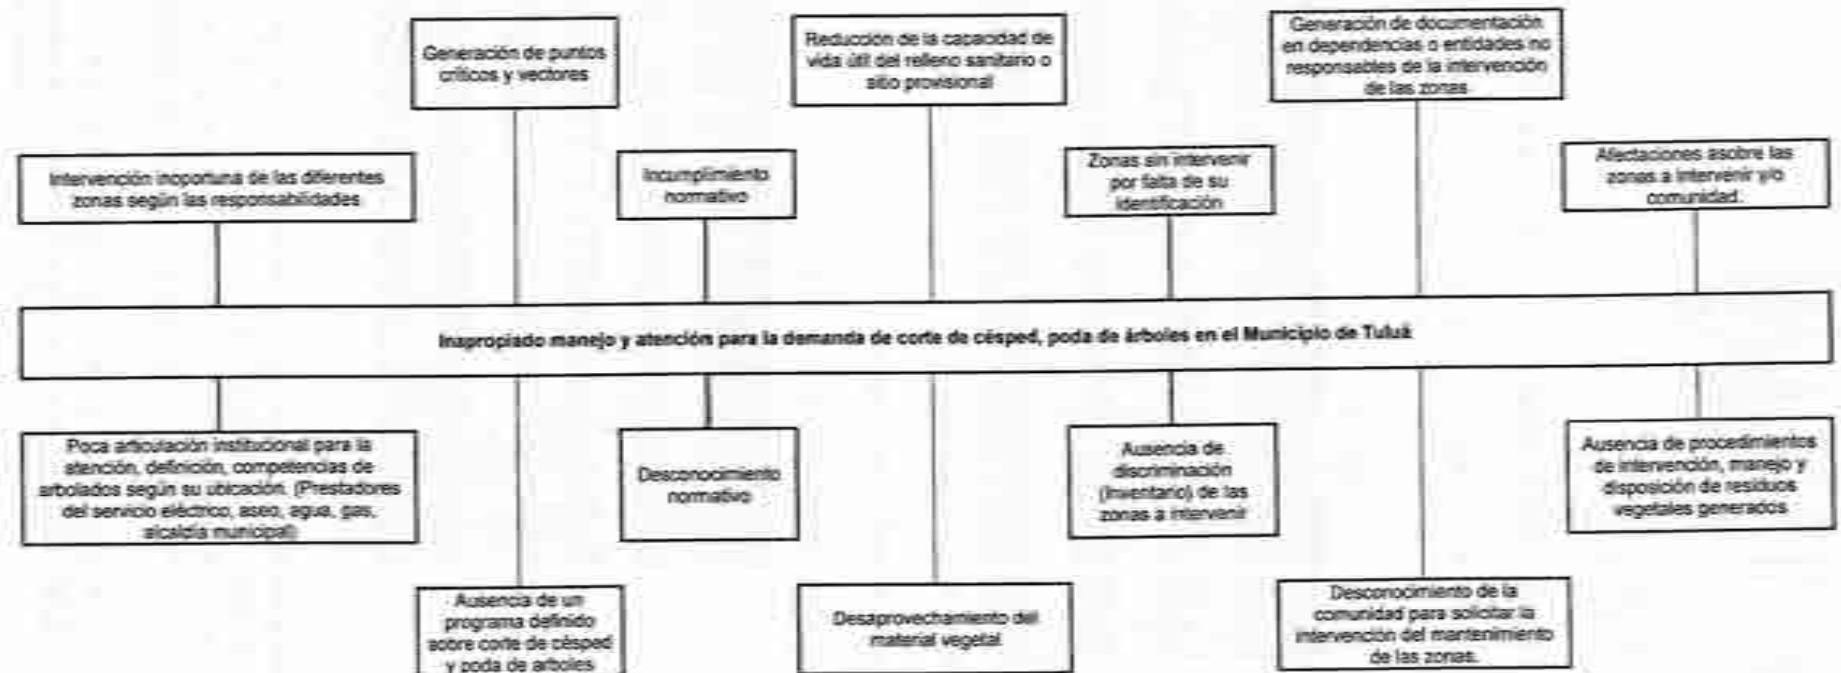 Generación de puntos
críticos y vectores
Reducción de la capacidad de
vida útil del relleno sanitario o
sitio provisional
Generación de documentación
en dependencias o entidades no
responsables de la intervención
de las zonas.
Intervención inoportuna de las diferentes
zonas según las responsabilidades
Incumplimiento
normativo
Zonas sin intervenir
por falta de su
identificación
Afectaciones asobre las
zonas a intervenir y/o
comunidad.
Inapropiado manejo y atención para la demanda de corte de césped, poda de árboles en el Municipio de Tuluá
Poca articulación institucional para la
atención, definición, competencias de
arbolados según su ubicación. (Prestadores
del servicio eléctrico, aseo, agua, gas,
alcaldía municipal)
Desconocimiento
normativo
Ausencia de
discriminación
(Inventario) de las
zonas a intervenir
Ausencia de procedimientos
de intervención, manejo y
disposición de residuos
vegetales generados
Ausencia de un
programa definido
sobre corte de césped
y poda de arboles
Desaprovechamiento del
material vegetal
Desconocimiento de la
comunidad para solicitar la
intervención del mantenimiento
de las zonas.